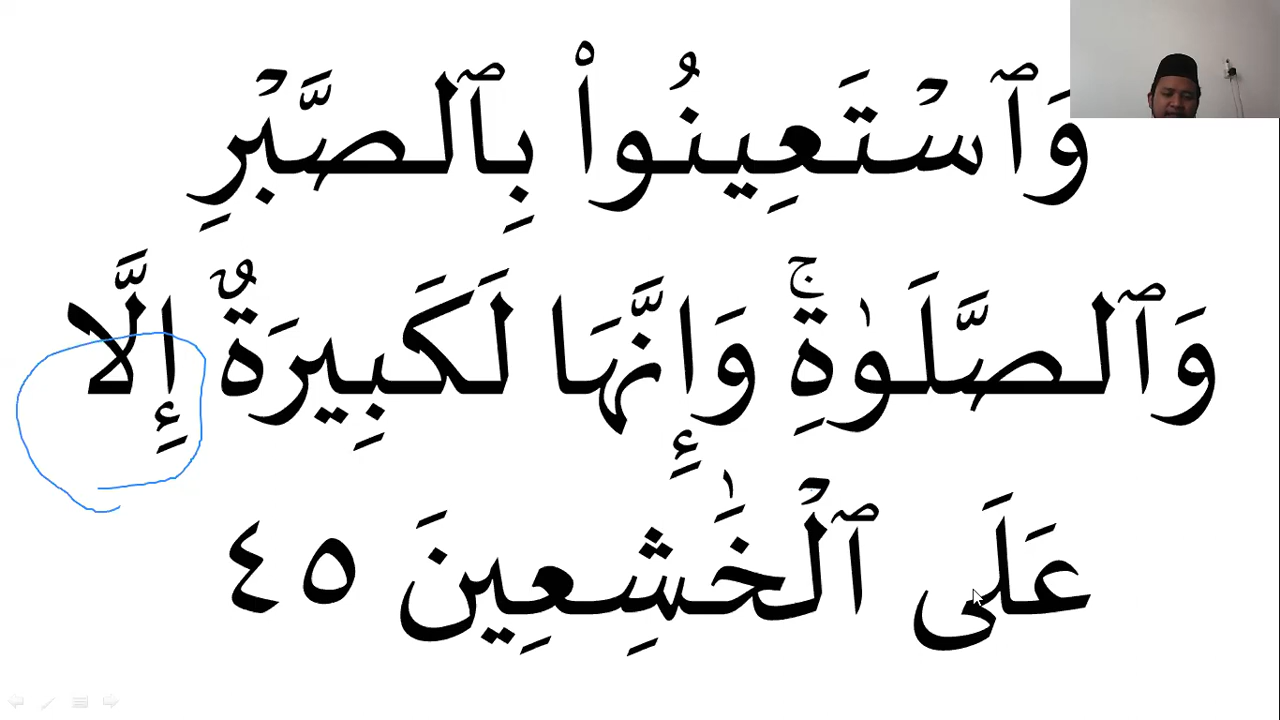 وَٱسۡتَعِينُواْ بِٱلصَّبۡرِ
وَٱلصَّلَوٰةِۚ وَإِنَّهَا لَكَبِيرَةٌ إِلَّا
عَلَى ٱلۡخَٰشِعِينَ ٤٥